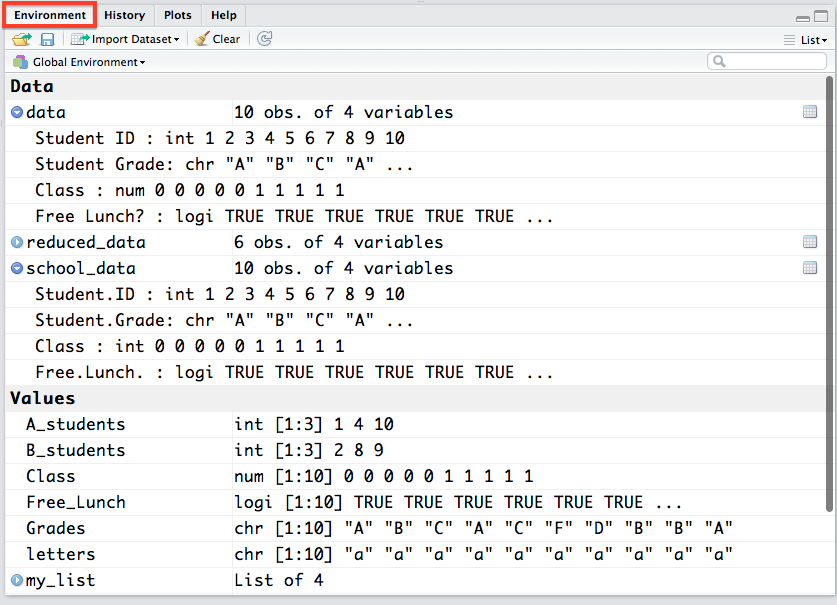 Environment History Plots Help
Import Dataset Clear List
Global Environment
Data
data 10 obs. of 4 variables
Student ID : int 1 2 3 4 5 6 7 8 9 10
Student Grade: chr "A" "B" "C" "A" ...
Class : num 0 0 0 0 0 1 1 1 1 1
Free Lunch? : logi TRUE TRUE TRUE TRUE TRUE TRUE ...
reduced_data 6 obs. of 4 variables
school_data 10 obs. of 4 variables
Student.ID : int 1 2 3 4 5 6 7 8 9 10
Student.Grade: chr "A" "B" "C" "A" ...
Class : int 0 0 0 0 0 1 1 1 1 1
Free.Lunch. : logi TRUE TRUE TRUE TRUE TRUE TRUE ...
Values
A_students int [1:3] 1 4 10
B_students int [1:3] 2 8 9
Class num [1:10] 0 0 0 0 0 1 1 1 1 1
Free_Lunch logi [1:10] TRUE TRUE TRUE TRUE TRUE TRUE ...
Grades chr [1:10] "A" "B" "C" "A" "C" "F" "D" "B" "B" "A"
letters chr [1:10] "a" "a" "a" "a" "a" "a" "a" "a" "a" "a"
my_list List of 4